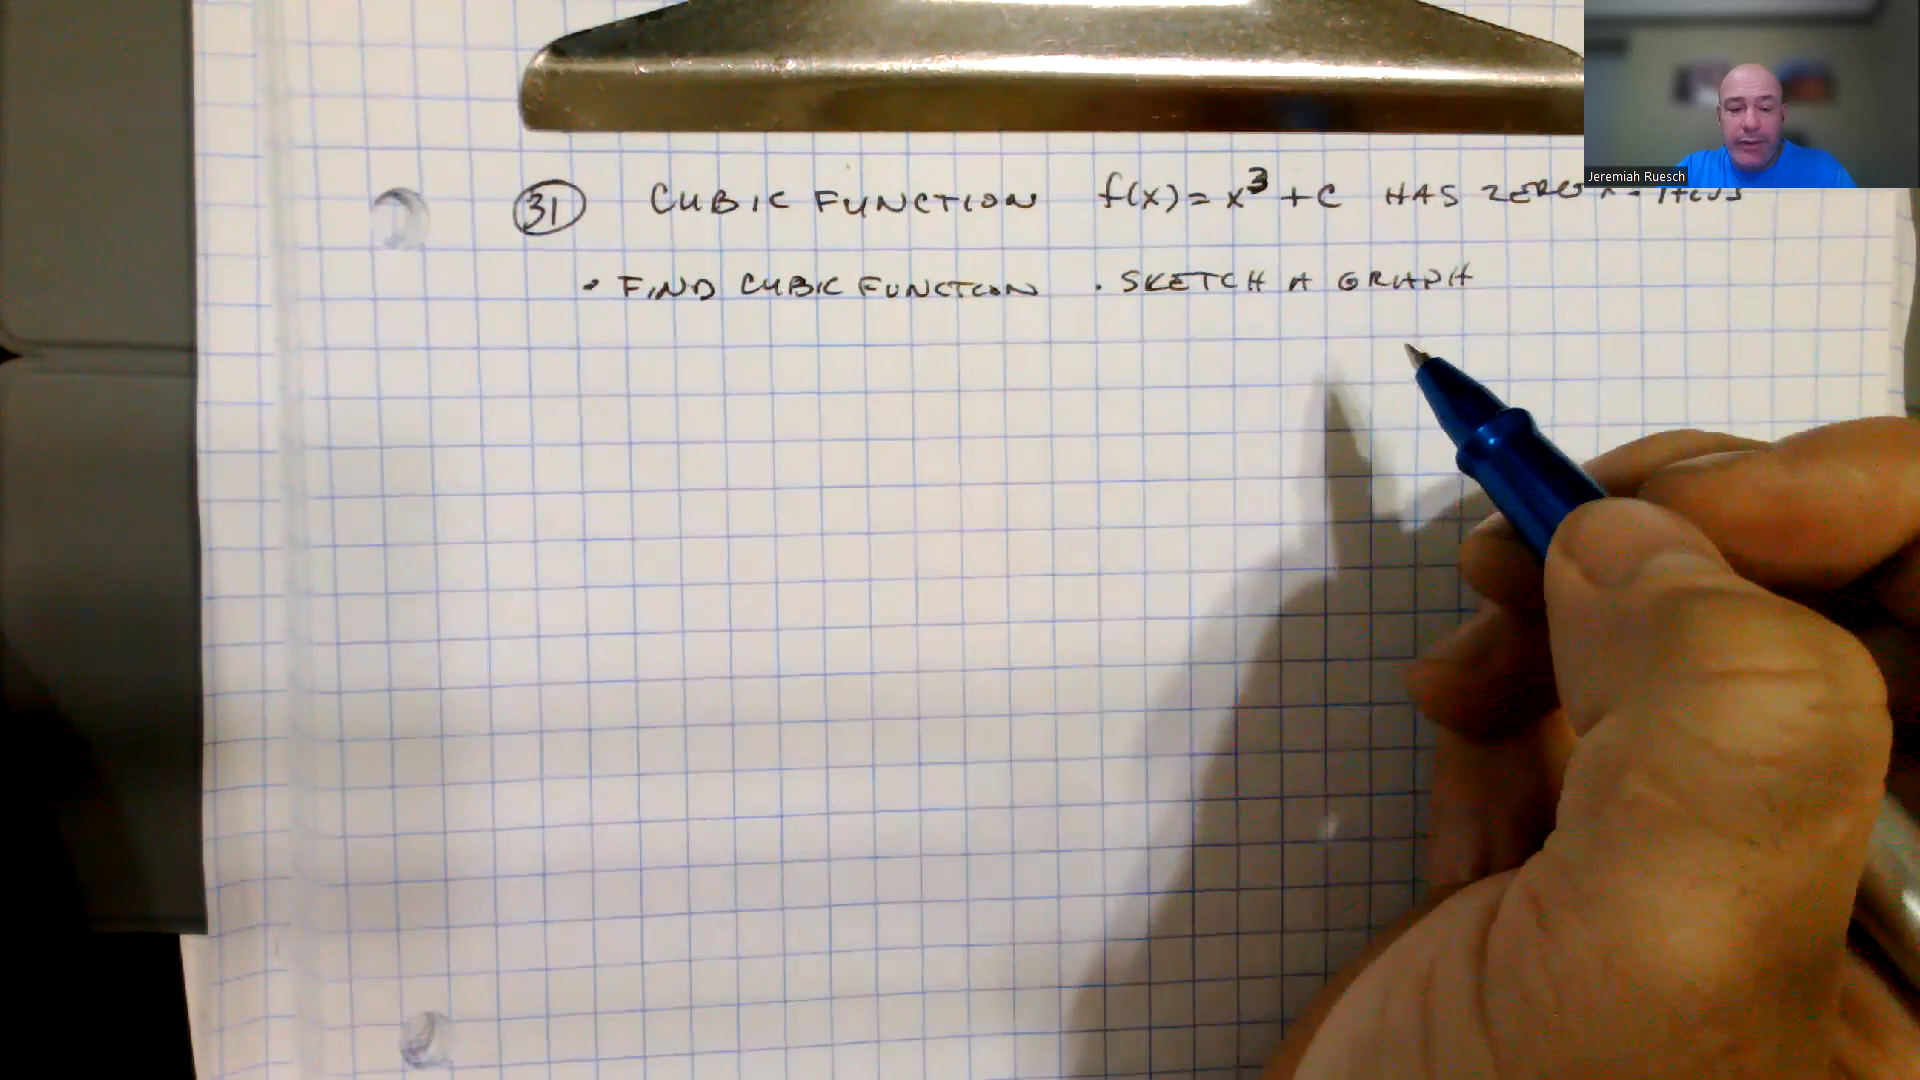 Jeremiah Ruesch
31 CUBIC FUNCTION f(x) = x³ + C HAS
• FIND CUBIC FUNCTION • SKETCH A GRAPH